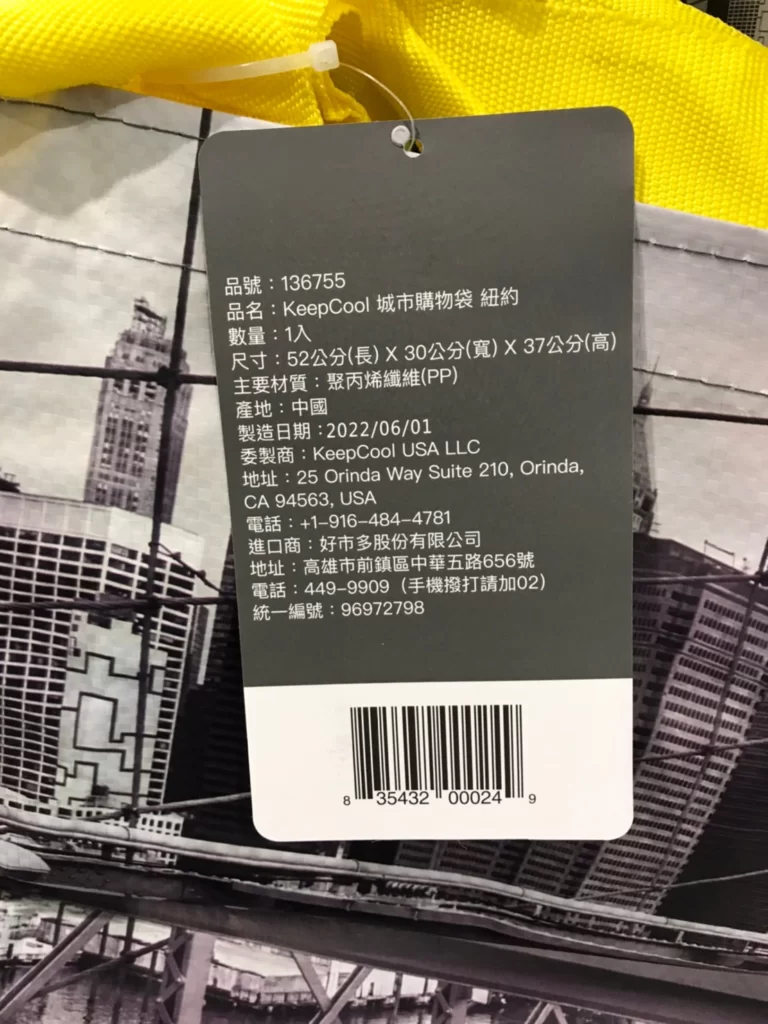 品號：136755
品名：KeepCool 城市購物袋 紐約
數量：1入
尺寸：52公分(長) X 30公分(寬) X 37公分(高)
主要材質：聚丙烯纖維(PP)
產地：中國
製造日期：2022/06/01
委製商：KeepCool USA LLC
地址：25 Orinda Way Suite 210, Orinda,
CA 94563, USA
電話：+1-916-484-4781
進口商：好市多股份有限公司
地址：高雄市前鎮區中華五路656號
電話：449-9909（手機撥打請加02）
統一編號：96972798
8 35432 00024 9